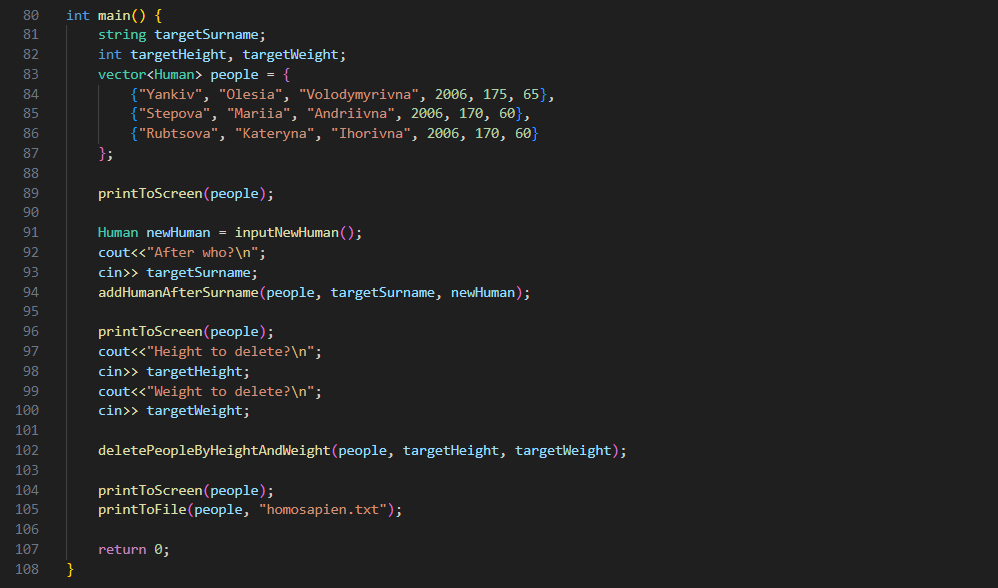 80 int main() {
81 string targetSurname;
82 int targetHeight, targetWeight;
83 vector<Human> people = {
84 {"Yankiv", "Olesia", "Volodymyrivna", 2006, 175, 65},
85 {"Stepova", "Mariia", "Andriivna", 2006, 170, 60},
86 {"Rubtsova", "Kateryna", "Ihorivna", 2006, 170, 60}
87 };
88
89 printToScreen(people);
90
91 Human newHuman = inputNewHuman();
92 cout<<"After who?\n";
93 cin>> targetSurname;
94 addHumanAfterSurname(people, targetSurname, newHuman);
95
96 printToScreen(people);
97 cout<<"Height to delete?\n";
98 cin>> targetHeight;
99 cout<<"Weight to delete?\n";
100 cin>> targetWeight;
101
102 deletePeopleByHeightAndWeight(people, targetHeight, targetWeight);
103
104 printToScreen(people);
105 printToFile(people, "homosapien.txt");
106
107 return 0;
108 }